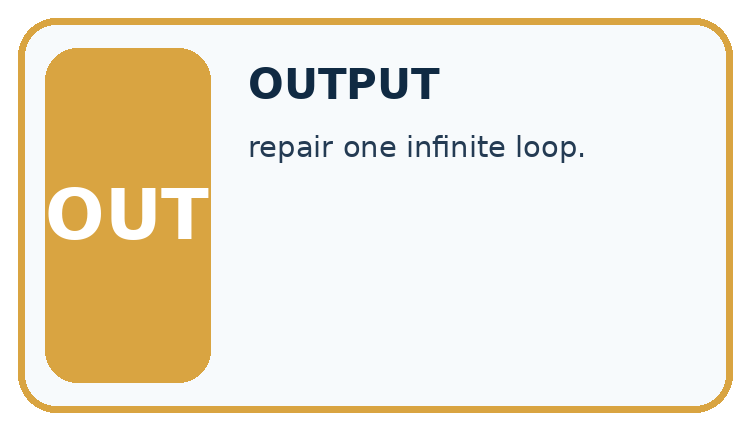 OUT
OUTPUT
repair one infinite loop.